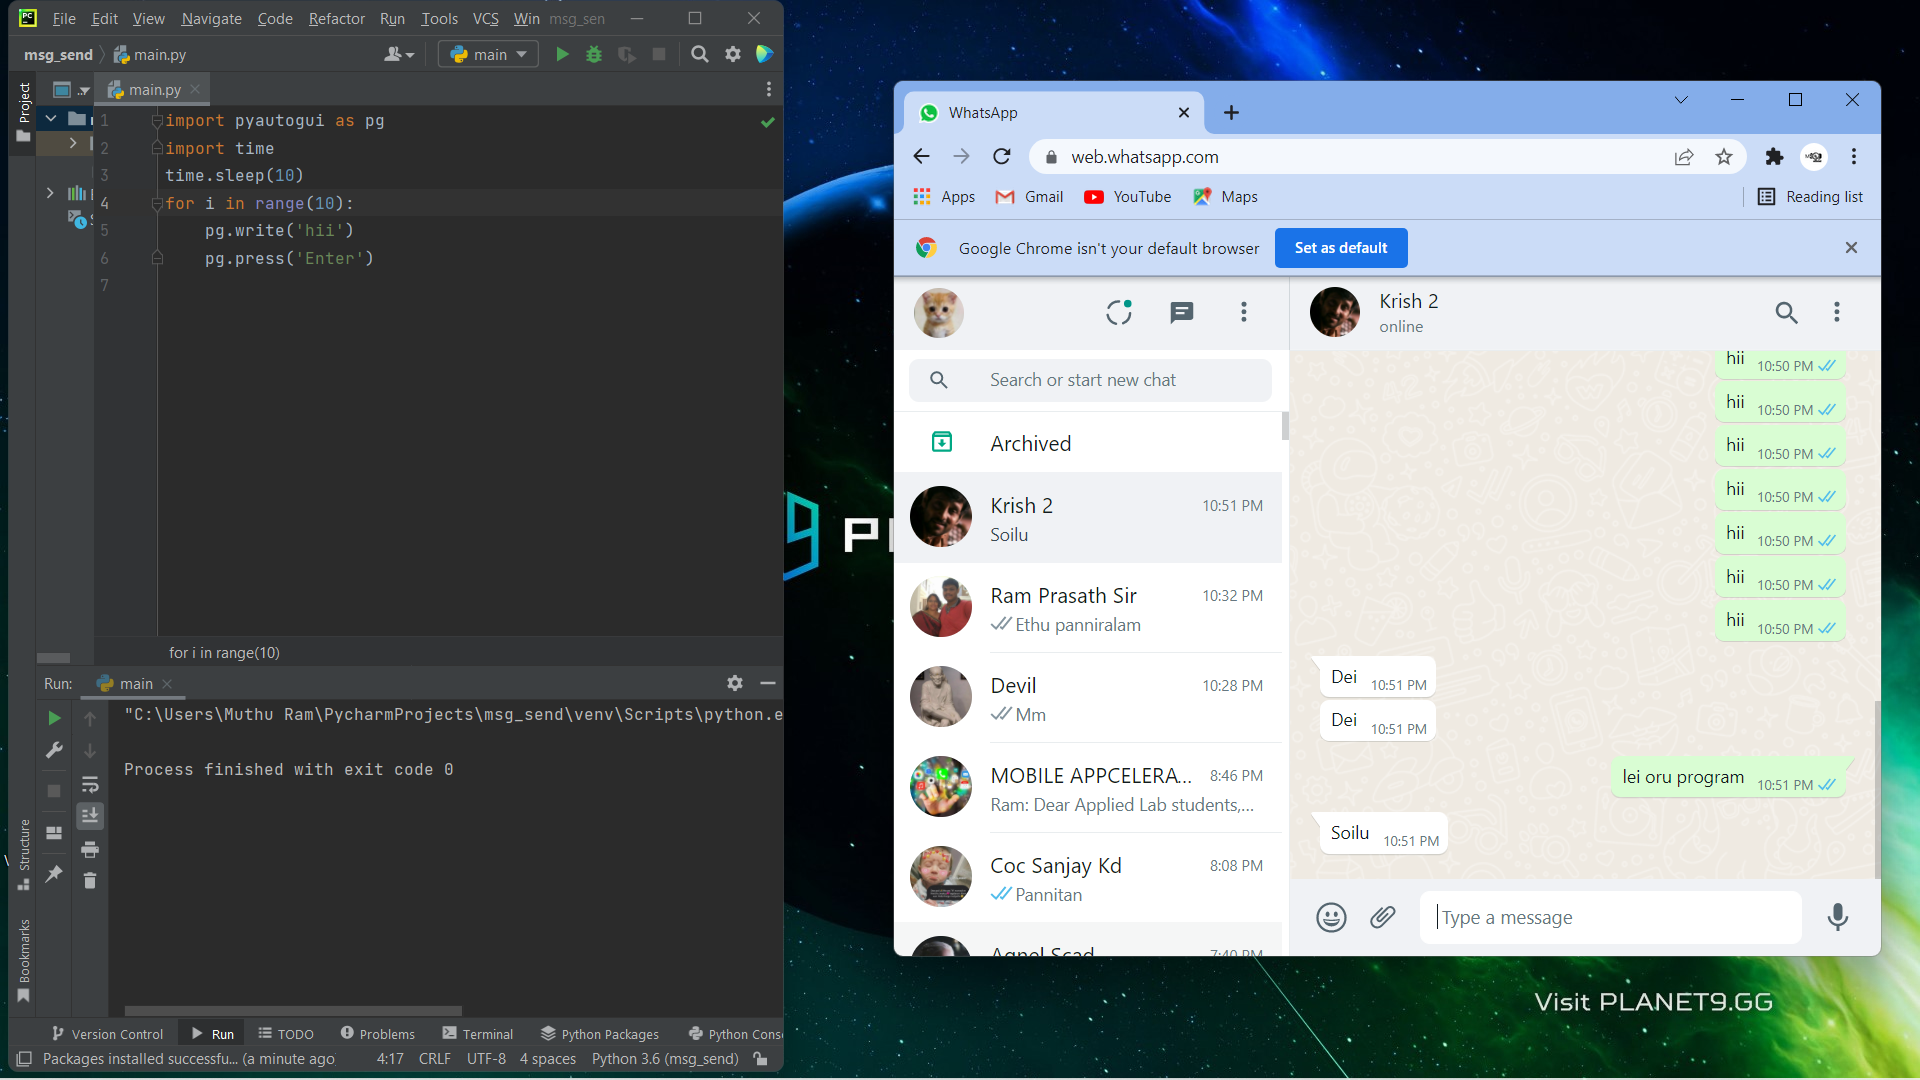 File Edit View Navigate Code Refactor Run Tools VCS Win msg_sen
msg_send main.py main
Project
main.py
1 import pyautogui as pg
2 import time
3 time.sleep(10)
4 for i in range(10):
5 pg.write('hii')
6 pg.press('Enter')
7
for i in range(10)
Run: main
"C:\Users\Muthu Ram\PycharmProjects\msg_send\venv\Scripts\python.e
Process finished with exit code 0
Structure
Bookmarks
Version Control Run TODO Problems Terminal Python Packages Python Cons
Packages installed successfu... (a minute ago 4:17 CRLF UTF-8 4 spaces Python 3.6 (msg_send)
WhatsApp
web.whatsapp.com
Apps Gmail YouTube Maps Reading list
Google Chrome isn't your default browser Set as default
Search or start new chat
Archived
Krish 2 10:51 PM
Soilu
Ram Prasath Sir 10:32 PM
Ethu panniralam
Devil 10:28 PM
Mm
MOBILE APPCELERA... 8:46 PM
Ram: Dear Applied Lab students,...
Coc Sanjay Kd 8:08 PM
Pannitan
Agnel Scad 7:40 PM
Krish 2
online
hii 10:50 PM
hii 10:50 PM
hii 10:50 PM
hii 10:50 PM
hii 10:50 PM
hii 10:50 PM
hii 10:50 PM
Dei 10:51 PM
Dei 10:51 PM
lei oru program 10:51 PM
Soilu 10:51 PM
Type a message
Visit PLANET9.GG